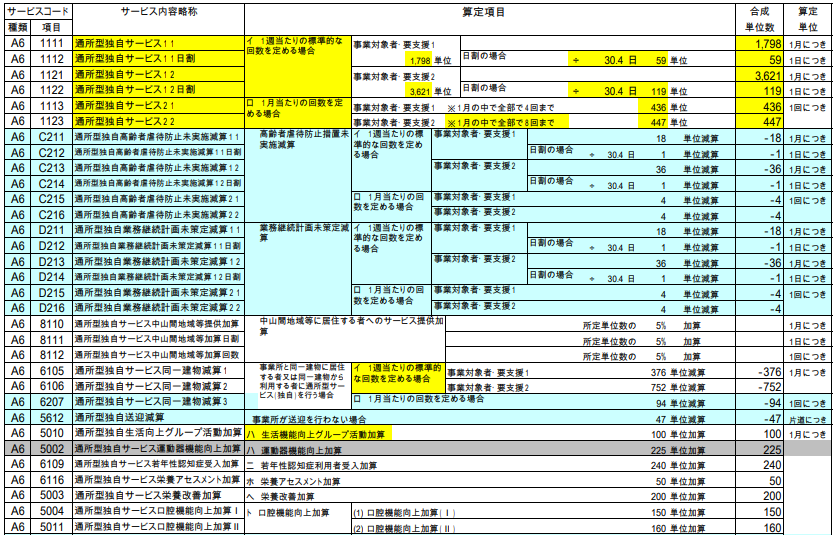 サービスコード サービス内容略称 算定項目 合成 算定
種類 項目 単位数 単位
A6 1111 通所型独自サービス11 イ 1週当たりの標準的な 事業対象者・要支援1 1,798 1月につき
回数を定める場合
A6 1112 通所型独自サービス11日割 1,798 単位 日割の場合 ÷ 30.4 日 59 単位 59 1日につき
A6 1121 通所型独自サービス12 事業対象者・要支援2 3,621 1月につき
A6 1122 通所型独自サービス12日割 3,621 単位 日割の場合 ÷ 30.4 日 119 単位 119 1日につき
A6 1113 通所型独自サービス21 ロ 1月当たりの回数を定 事業対象者・要支援1 ※1月の中で全部で4回まで 436 単位 436 1回につき
める場合
A6 1123 通所型独自サービス22 事業対象者・要支援2 ※1月の中で全部で8回まで 447 単位 447
A6 C211 通所型独自高齢者虐待防止未実施減算11 高齢者虐待防止措置未 イ 1週当たりの標 事業対象者・要支援1 18 単位減算 -18 1月につき
実施減算 準的な回数を定め
る場合
A6 C212 通所型独自高齢者虐待防止未実施減算11日割 日割の場合 ÷ 30.4 日 1 単位減算 -1 1日につき
A6 C213 通所型独自高齢者虐待防止未実施減算12 事業対象者・要支援2 36 単位減算 -36 1月につき
A6 C214 通所型独自高齢者虐待防止未実施減算12日割 日割の場合 ÷ 30.4 日 1 単位減算 -1 1日につき
A6 C215 通所型独自高齢者虐待防止未実施減算21 ロ 1月当たりの回 事業対象者・要支援1 4 単位減算 -4 1回につき
数を定める場合
A6 C216 通所型独自高齢者虐待防止未実施減算22 事業対象者・要支援2 4 単位減算 -4
A6 D211 通所型独自業務継続計画未策定減算11 業務継続計画未策定減 イ 1週当たりの標 事業対象者・要支援1 18 単位減算 -18 1月につき
算 準的な回数を定め
る場合
A6 D212 通所型独自業務継続計画未策定減算11日割 日割の場合 ÷ 30.4 日 1 単位減算 -1 1日につき
A6 D213 通所型独自業務継続計画未策定減算12 事業対象者・要支援2 36 単位減算 -36 1月につき
A6 D214 通所型独自業務継続計画未策定減算12日割 日割の場合 ÷ 30.4 日 1 単位減算 -1 1日につき
A6 D215 通所型独自業務継続計画未策定減算21 ロ 1月当たりの回 事業対象者・要支援1 4 単位減算 -4 1回につき
数を定める場合
A6 D216 通所型独自業務継続計画未策定減算22 事業対象者・要支援2 4 単位減算 -4
A6 8110 通所型独自サービス中山間地域等提供加算 中山間地域等に居住する者へのサービス提供加 所定単位数の 5% 加算 1月につき
算
A6 8111 通所型独自サービス中山間地域等加算日割 所定単位数の 5% 加算 1日につき
A6 8112 通所型独自サービス中山間地域等加算回数 所定単位数の 5% 加算 1回につき
A6 6105 通所型独自サービス同一建物減算1 事業所と同一建物に居住 イ 1週当たりの標準的 事業対象者・要支援1 376 単位減算 -376 1月につき
する者又は同一建物から な回数を定める場合
A6 6106 通所型独自サービス同一建物減算2 利用する者に通所型サー 事業対象者・要支援2 752 単位減算 -752
ビス(独自)を行う場合
A6 6207 通所型独自サービス同一建物減算3 ロ 1月当たりの回数を定める場合 94 単位減算 -94 1回につき
A6 5612 通所型独自送迎減算 事業所が送迎を行わない場合 47 単位減算 -47 片道につき
A6 5010 通所型独自生活向上グループ活動加算 ハ 生活機能向上グループ活動加算 100 単位加算 100 1月につき
A6 5002 通所型独自サービス運動器機能向上加算 ハ 運動器機能向上加算 225 単位加算 225
A6 6109 通所型独自サービス若年性認知症受入加算 ニ 若年性認知症利用者受入加算 240 単位加算 240
A6 6116 通所型独自サービス栄養アセスメント加算 ホ 栄養アセスメント加算 50 単位加算 50
A6 5003 通所型独自サービス栄養改善加算 ヘ 栄養改善加算 200 単位加算 200
A6 5004 通所型独自サービス口腔機能向上加算Ⅰ ト 口腔機能向上加算 (1) 口腔機能向上加算(Ⅰ) 150 単位加算 150
A6 5011 通所型独自サービス口腔機能向上加算Ⅱ (2) 口腔機能向上加算(Ⅱ) 160 単位加算 160